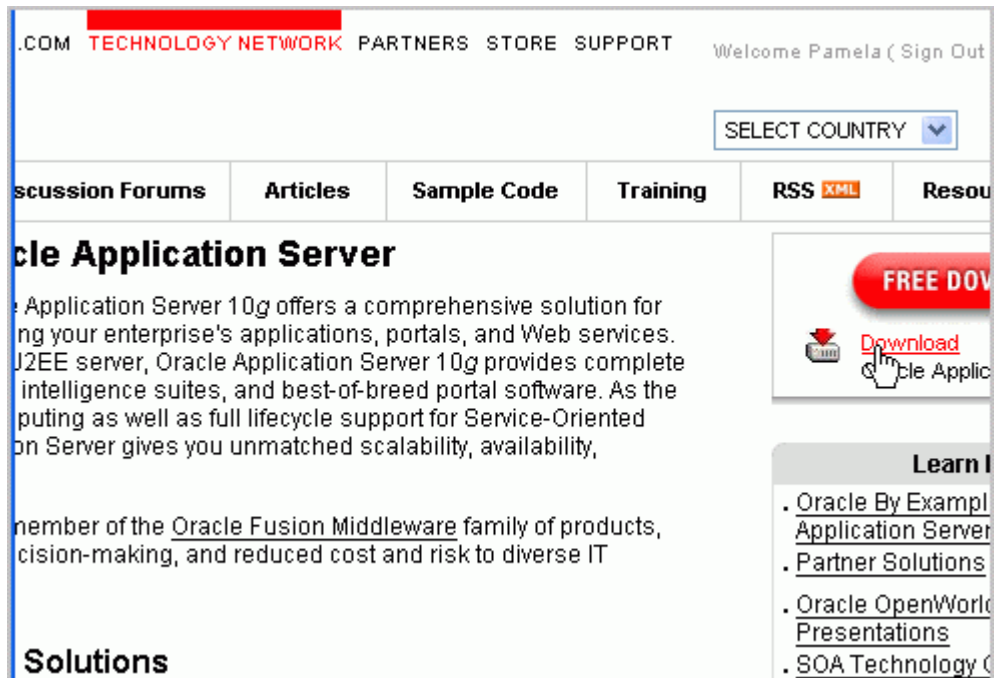 .COM TECHNOLOGY NETWORK PARTNERS STORE SUPPORT
Welcome Pamela ( Sign Out
SELECT COUNTRY
scussion Forums Articles Sample Code Training RSS XML Resou
cle Application Server
Application Server 10g offers a comprehensive solution for
ing your enterprise's applications, portals, and Web services.
J2EE server, Oracle Application Server 10g provides complete
intelligence suites, and best-of-breed portal software. As the
puting as well as full lifecycle support for Service-Oriented
on Server gives you unmatched scalability, availability,
member of the Oracle Fusion Middleware family of products,
cision-making, and reduced cost and risk to diverse IT
Solutions
FREE DOW
Download
cle Applic
Learn
Oracle By Exampl
Application Server
Partner Solutions
Oracle OpenWorld
Presentations
SOA Technology